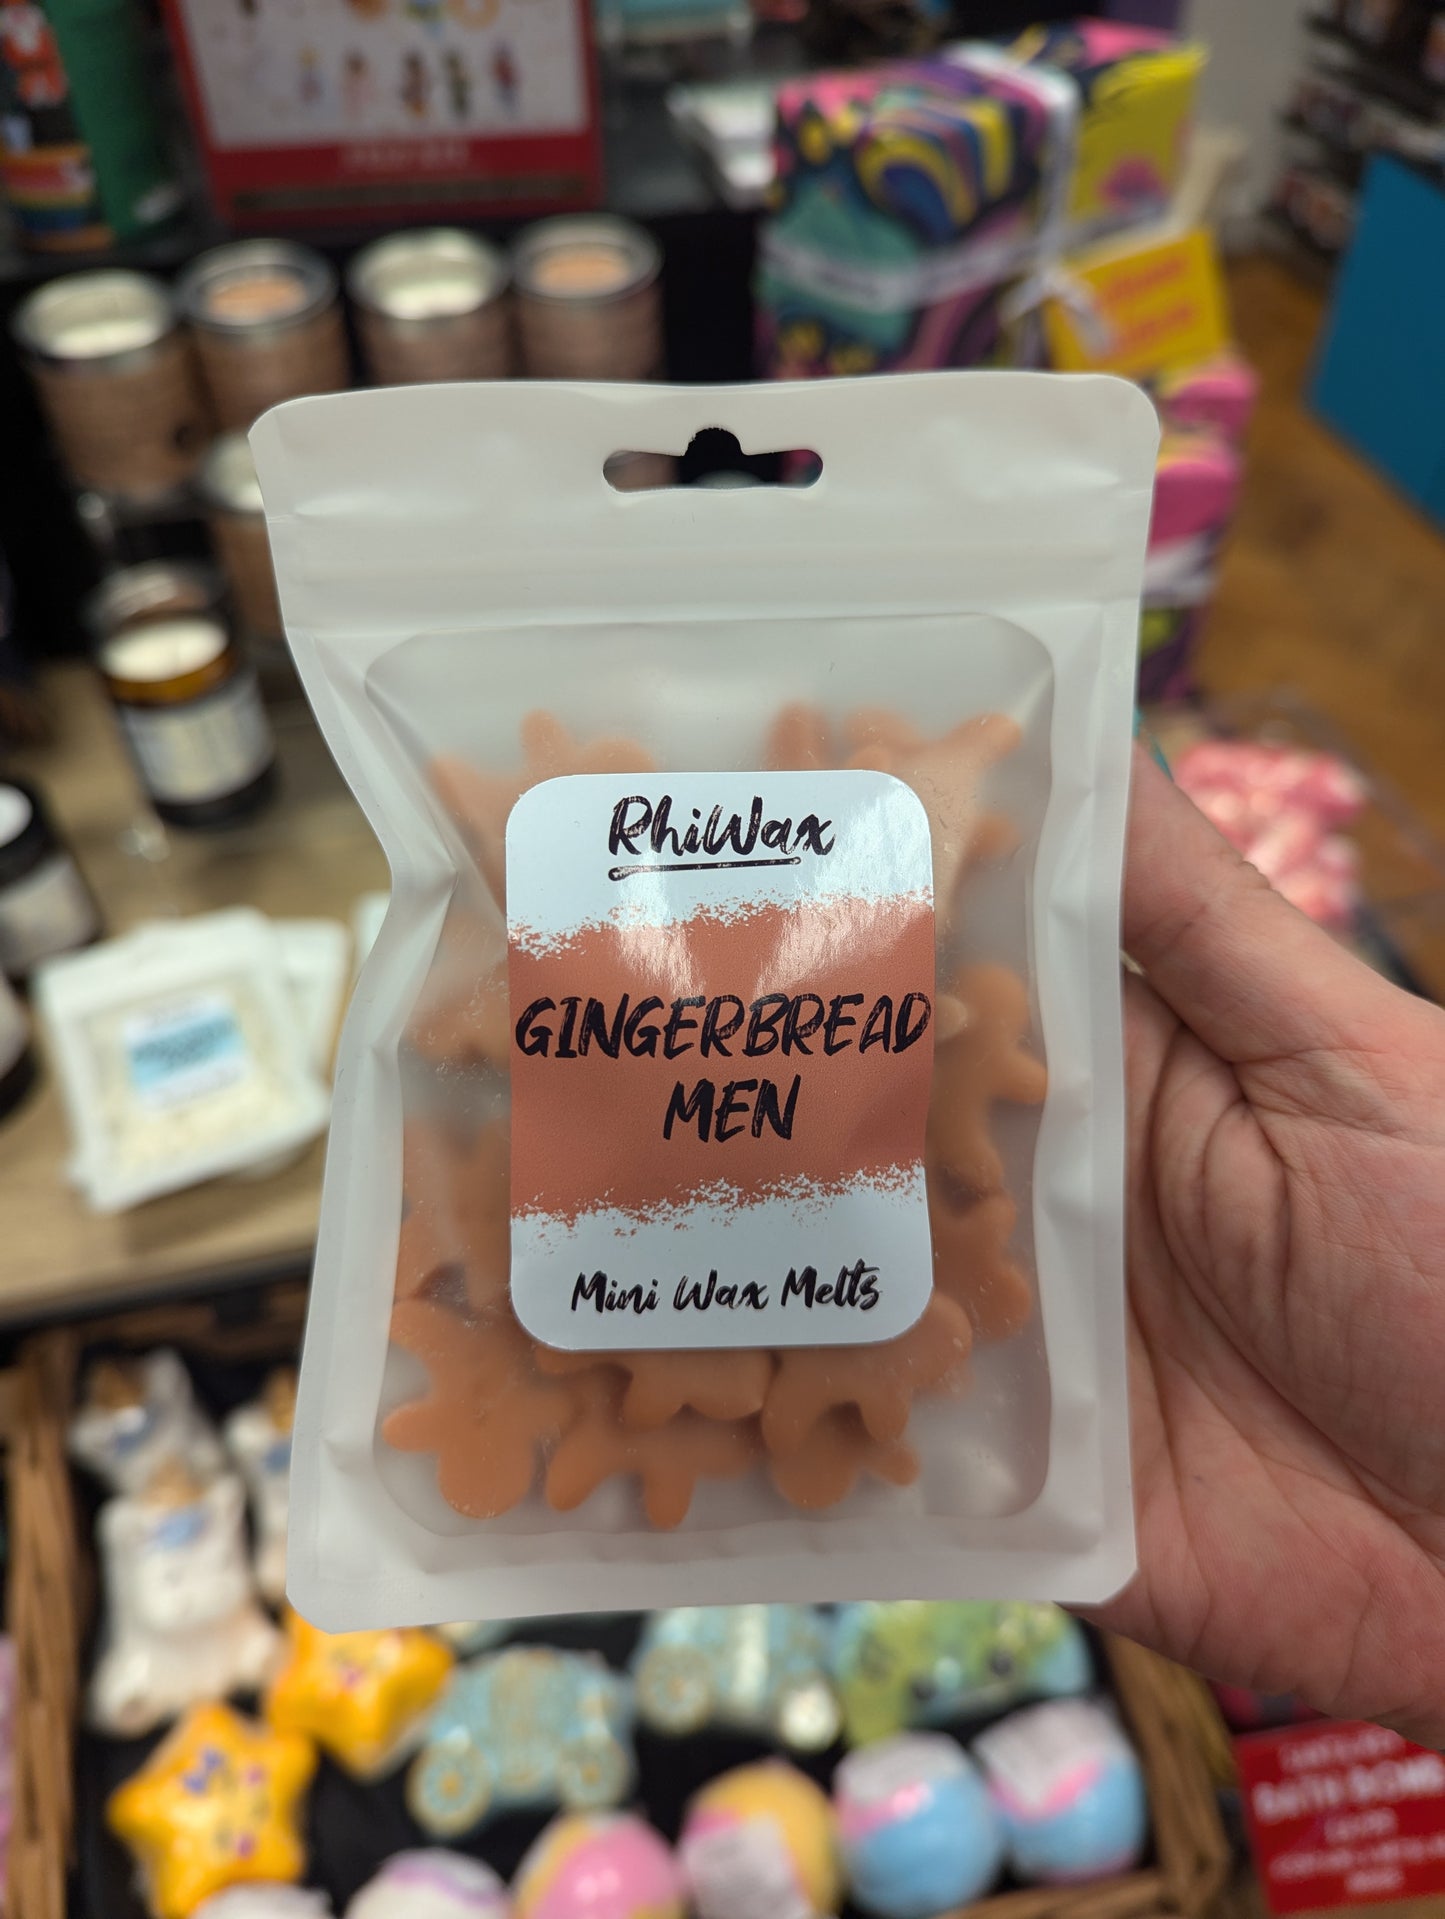 RhiWax
GINGERBREAD
MEN
Mini Wax Melts
BATH BOMB